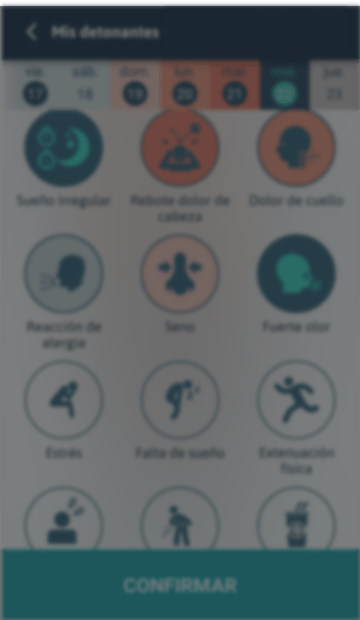 Mis detonantes
vie. sáb. dom. lun. mar. mié. jue.
17 18 19 20 21 22 23
Sueño irregular
Rebote dolor de
cabeza
Dolor de cuello
Reacción de
alergia
Seno
Fuerte olor
Estrés
Falta de sueño
Extenuación
física
CONFIRMAR